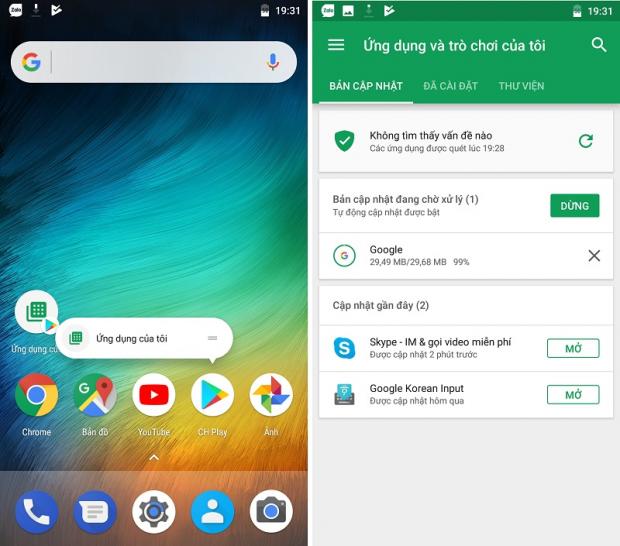 Zalo
19:31
Ứng dụng của tôi
Ứng dụng củ
Chrome
Bản đồ
YouTube
CH Play
Ảnh
Zalo
19:31
Ứng dụng và trò chơi của tôi
BẢN CẬP NHẬT
ĐÃ CÀI ĐẶT
THƯ VIỆN
Không tìm thấy vấn đề nào
Các ứng dụng được quét lúc 19:28
Bản cập nhật đang chờ xử lý (1)
Tự động cập nhật được bật
DỪNG
Google
29,49 MB/29,68 MB 99%
Cập nhật gần đây (2)
Skype - IM & gọi video miễn phí
Được cập nhật 2 phút trước
MỞ
Google Korean Input
Được cập nhật hôm qua
MỞ